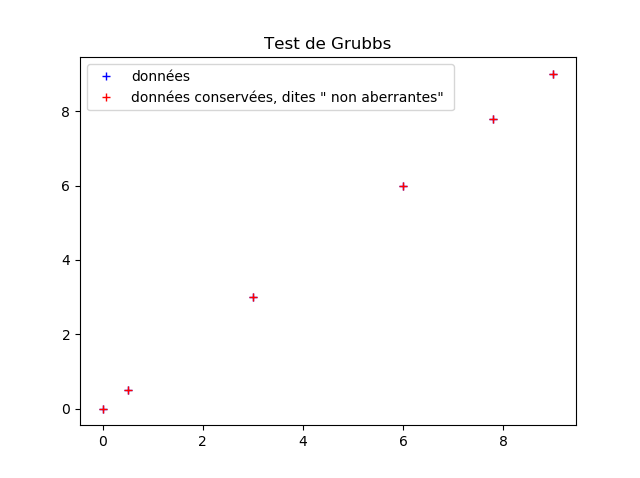 Test de Grubbs
données
données conservées, dites " non aberrantes"
8
6
4
2
0
0 2 4 6 8